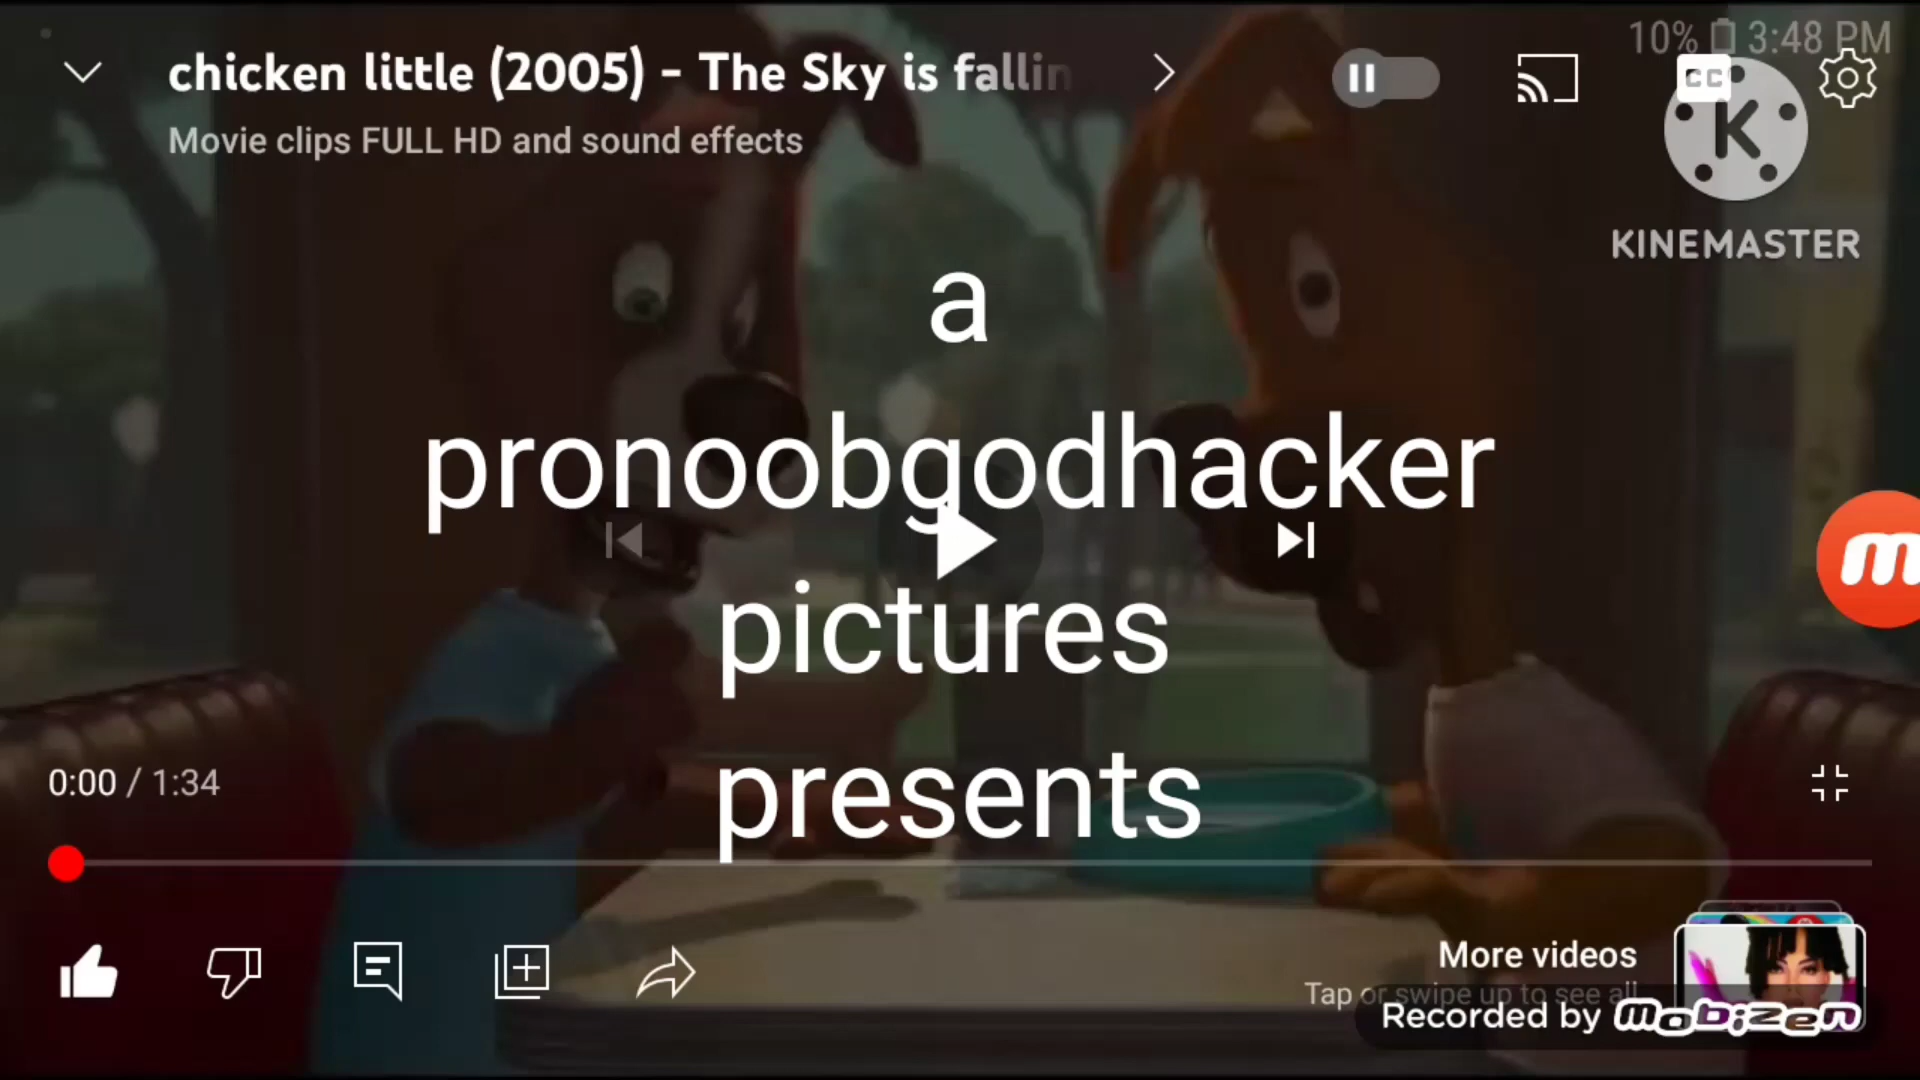 10% 3:48 PM
chicken little (2005) - The Sky is fallin
Movie clips FULL HD and sound effects
CC
K
KINEMASTER
a
pronoobgodhacker
pictures
presents
m
0:00 / 1:34
More videos
Tap or swipe up to see all
Recorded by mobizen